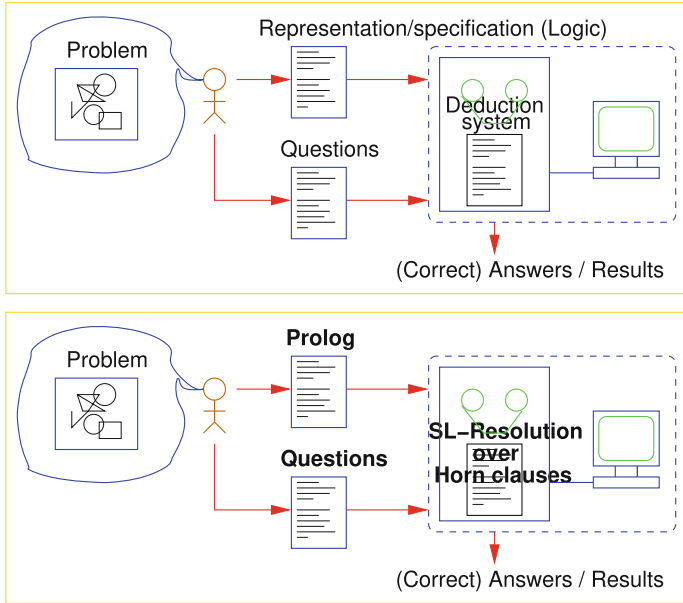 Representation/specification (Logic)
Problem
Deduction
system
Questions
(Correct) Answers / Results
Prolog
Problem
SL−Resolution
over
Horn clauses
Questions
(Correct) Answers / Results